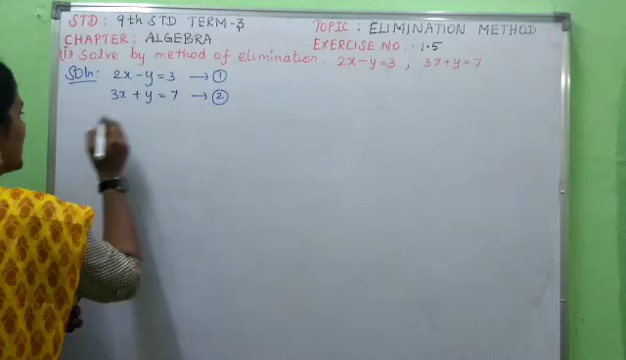 STD : 9th STD TERM-3
TOPIC : ELIMINATION METHOD
CHAPTER : ALGEBRA
EXERCISE NO. - 1.5
(i) Solve by method of elimination. 2x-y=3 , 3x+y=7
Soln: 2x-y=3 → ①
3x+y=7 → ②